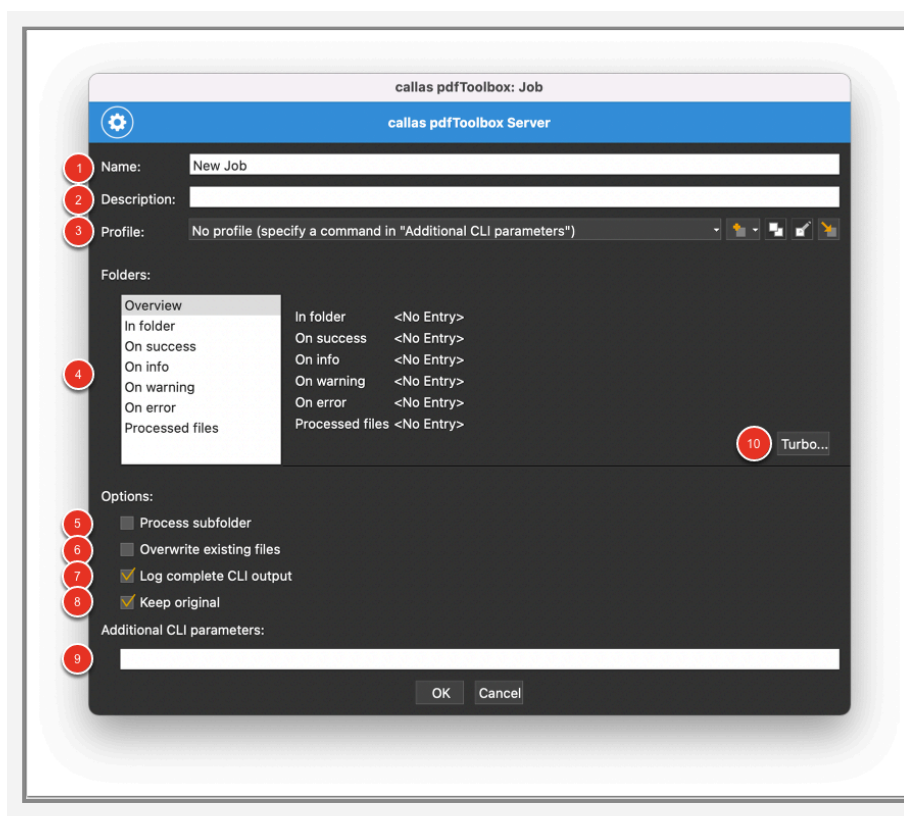 callas pdfToolbox: Job
callas pdfToolbox Server
1 Name: New Job
2 Description:
3 Profile: No profile (specify a command in "Additional CLI parameters")
Folders:
4
Overview
In folder
On success
On info
On warning
On error
Processed files
In folder <No Entry>
On success <No Entry>
On info <No Entry>
On warning <No Entry>
On error <No Entry>
Processed files <No Entry>
10 Turbo...
Options:
5 Process subfolder
6 Overwrite existing files
7 Log complete CLI output
8 Keep original
Additional CLI parameters:
9
OK Cancel